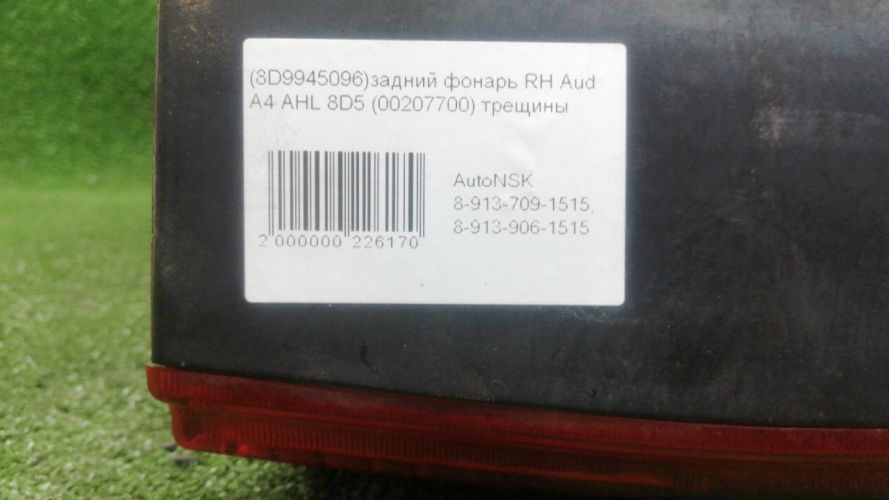 (8D9945096)задний фонарь RH Aud
A4 AHL 8D5 (00207700) трещины
AutoNSK
8-913-709-1515,
8-913-906-1515
2 000000 226170